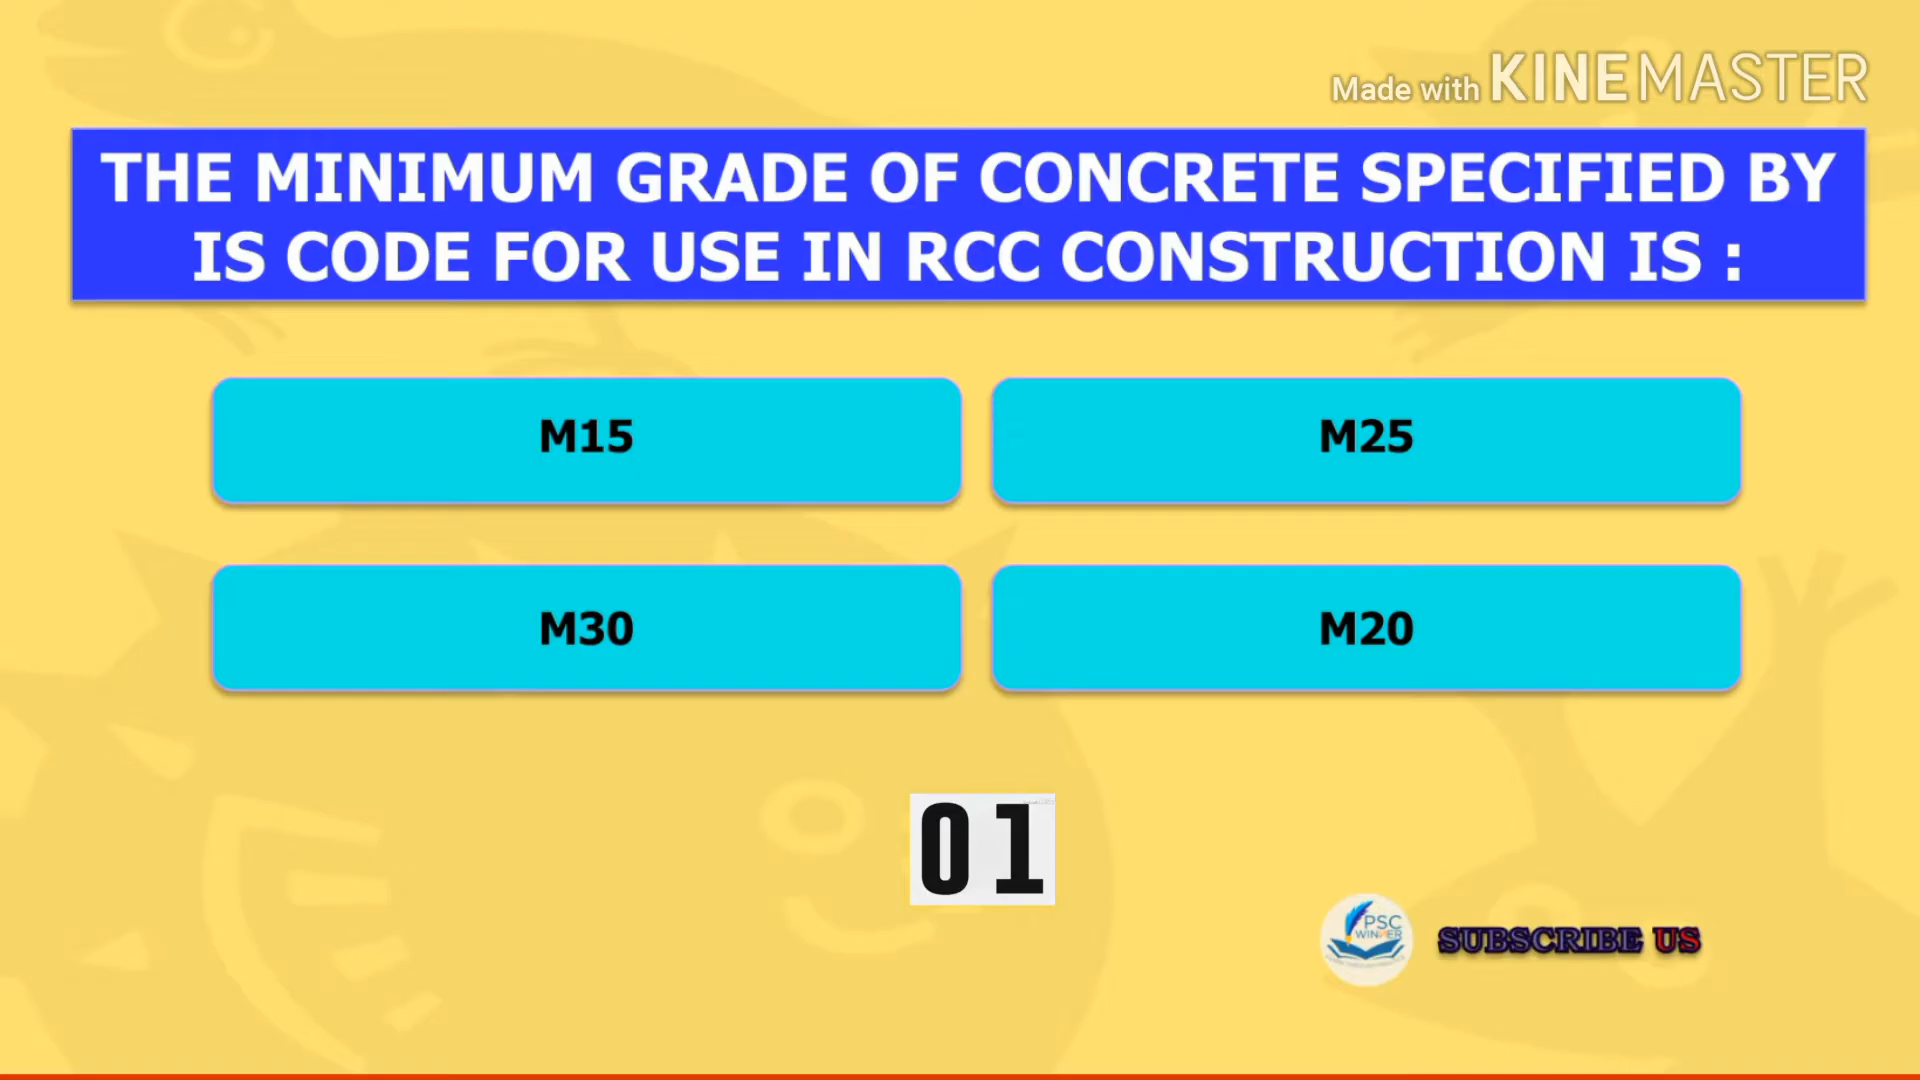 Made with KINEMASTER
THE MINIMUM GRADE OF CONCRETE SPECIFIED BY
IS CODE FOR USE IN RCC CONSTRUCTION IS :
M15
M25
M30
M20
01
PSC
WINNER
SUBSCRIBE US